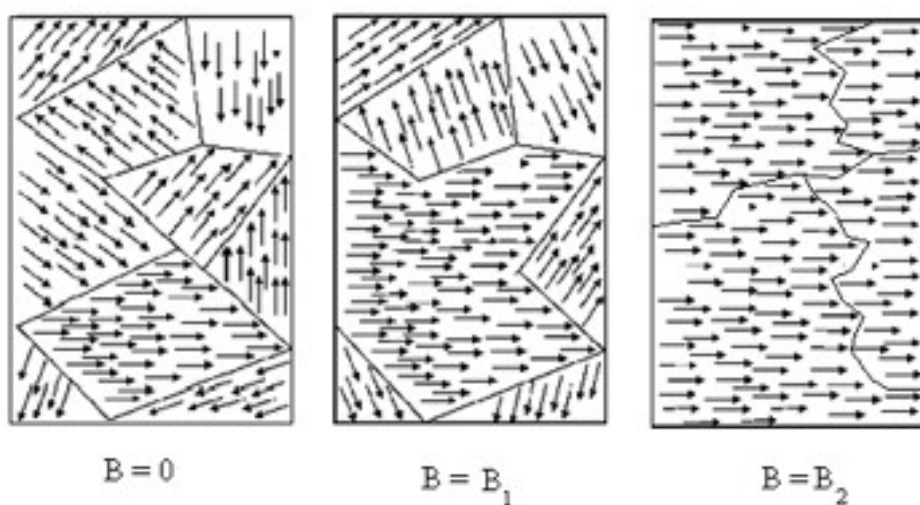 B = 0
B = B₁
B = B₂